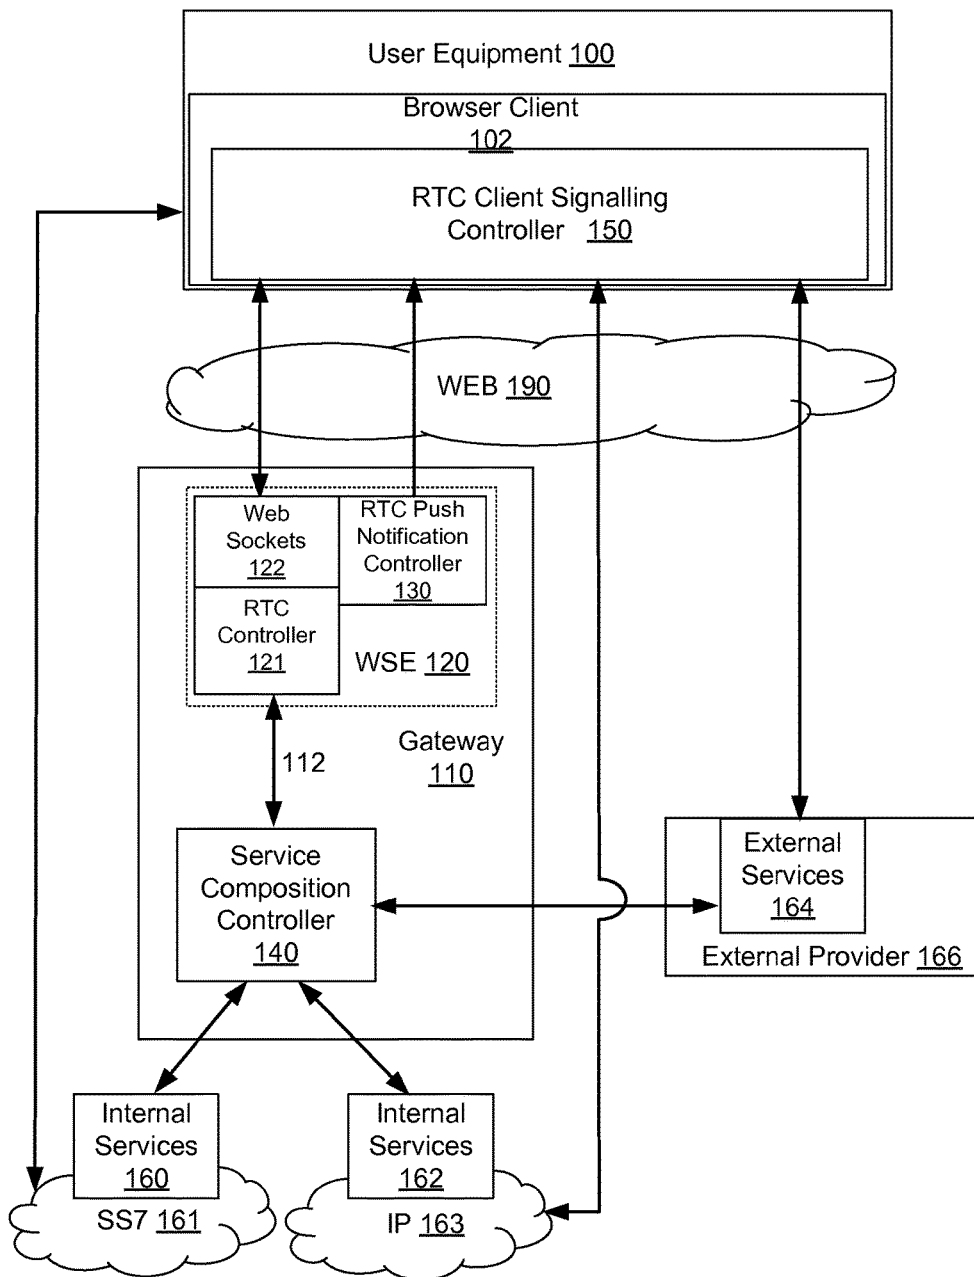 User Equipment 100
Browser Client
102
RTC Client Signalling
Controller 150
WEB 190
Web
Sockets
122
RTC Push
Notification
Controller
130
RTC
Controller
121
WSE 120
Gateway
110
112
Service
Composition
Controller
140
External
Services
164
External Provider 166
Internal
Services
160
SS7 161
Internal
Services
162
IP 163